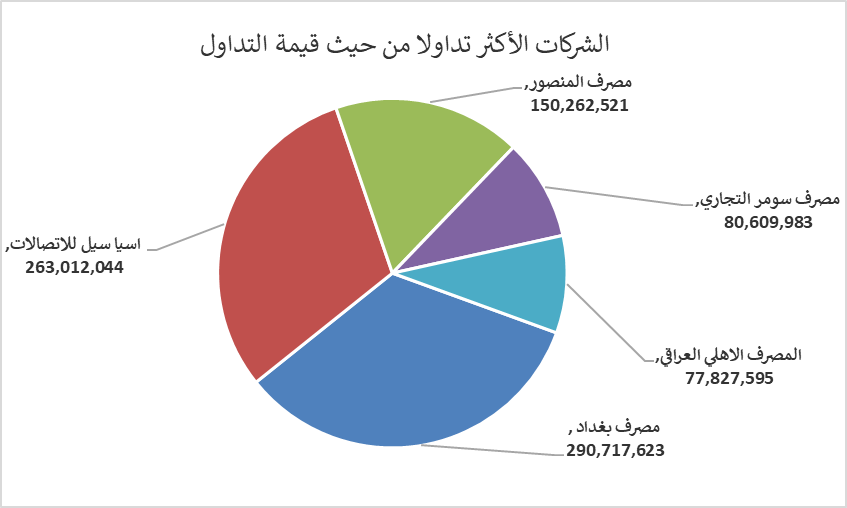 الشركات الأكثر تداولا من حيث قيمة التداول
مصرف المنصور,
150,262,521
مصرف سومر التجاري,
80,609,983
اسيا سيل للاتصالات,
263,012,044
المصرف الاهلي العراقي,
77,827,595
مصرف بغداد ,
290,717,623